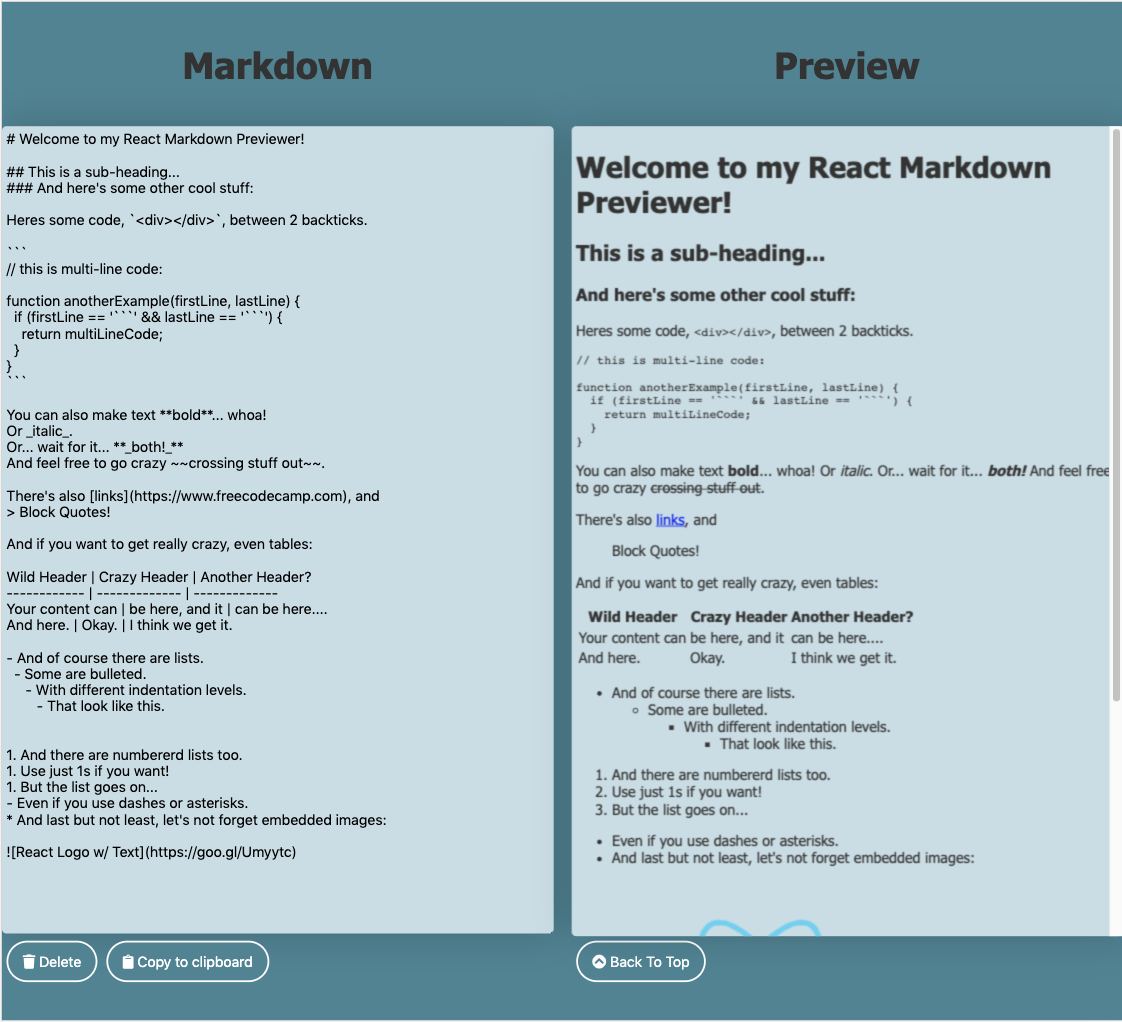 Markdown
# Welcome to my React Markdown Previewer!
## This is a sub-heading...
### And here's some other cool stuff:
Heres some code, `<div></div>`, between 2 backticks.
```
// this is multi-line code:
function anotherExample(firstLine, lastLine) {
  if (firstLine == '```' && lastLine == '```') {
    return multiLineCode;
  }
}
```
You can also make text **bold**... whoa!
Or _italic_.
Or... wait for it... **_both!_**
And feel free to go crazy ~~crossing stuff out~~.
There's also [links](https://www.freecodecamp.com), and
> Block Quotes!
And if you want to get really crazy, even tables:
Wild Header | Crazy Header | Another Header?
------------ | ------------- | -------------
Your content can | be here, and it | can be here....
And here. | Okay. | I think we get it.
- And of course there are lists.
  - Some are bulleted.
     - With different indentation levels.
        - That look like this.
1. And there are numbererd lists too.
1. Use just 1s if you want!
1. But the list goes on...
- Even if you use dashes or asterisks.
* And last but not least, let's not forget embedded images:
![React Logo w/ Text](https://goo.gl/Umyytc)
Delete
Copy to clipboard
Preview
Welcome to my React Markdown
Previewer!
This is a sub-heading...
And here's some other cool stuff:
Heres some code, <div></div>, between 2 backticks.
// this is multi-line code:
function anotherExample(firstLine, lastLine) {
  if (firstLine == '```' && lastLine == '```') {
    return multiLineCode;
  }
}
You can also make text bold... whoa! Or italic. Or... wait for it... both! And feel free
to go crazy crossing stuff out.
There's also links, and
Block Quotes!
And if you want to get really crazy, even tables:
Wild Header Crazy Header Another Header?
Your content can be here, and it can be here....
And here. Okay. I think we get it.
• And of course there are lists.
◦ Some are bulleted.
▪ With different indentation levels.
▪ That look like this.
1. And there are numbererd lists too.
2. Use just 1s if you want!
3. But the list goes on...
• Even if you use dashes or asterisks.
• And last but not least, let's not forget embedded images:
Back To Top